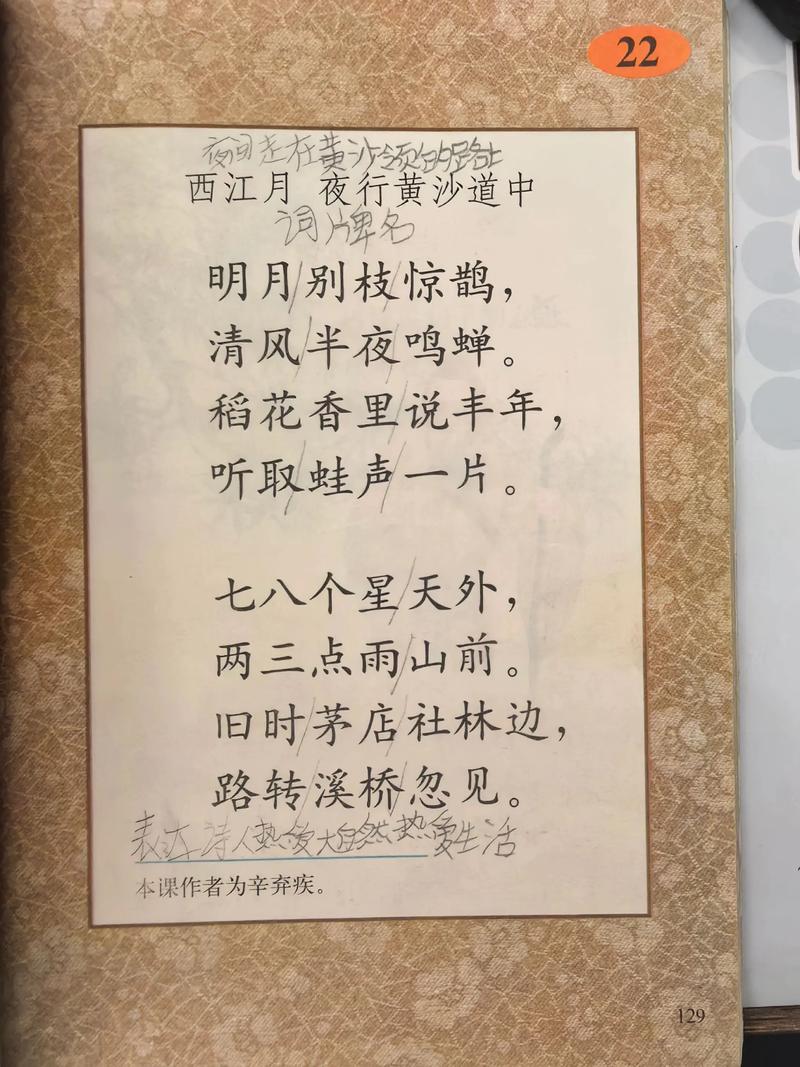 22
夜间走在黄沙领的路上
西江月 夜行黄沙道中
词牌名
明月/别枝/惊鹊，
清风/半夜/鸣蝉。
稻花香里/说丰年，
听取/蛙声/一片。
七八个星/天外，
两三点雨/山前。
旧时/茅店/社林边，
路转/溪桥/忽见。
表达诗人热爱大自然热爱生活
本课作者为辛弃疾。
129